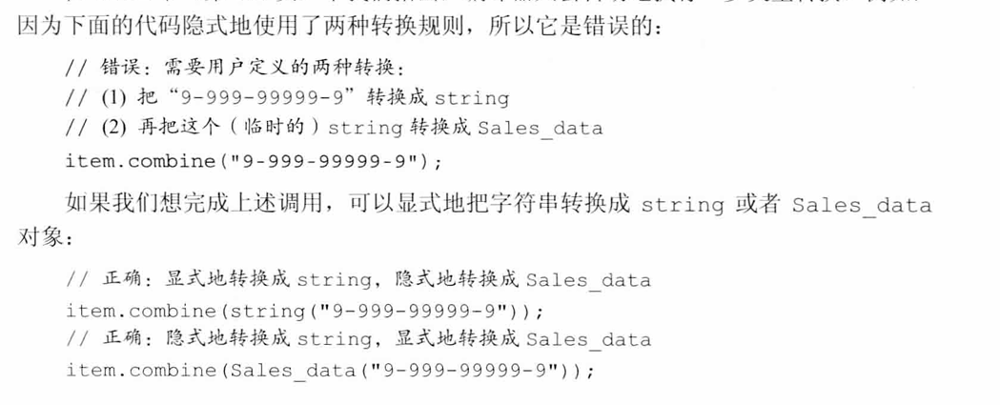 因为下面的代码隐式地使用了两种转换规则，所以它是错误的：
// 错误：需要用户定义的两种转换：
// (1) 把“9-999-99999-9”转换成 string
// (2) 再把这个（临时的）string 转换成 Sales_data
item.combine("9-999-99999-9");
如果我们想完成上述调用，可以显式地把字符串转换成 string 或者 Sales_data
对象：
// 正确：显式地转换成 string，隐式地转换成 Sales_data
item.combine(string("9-999-99999-9"));
// 正确：隐式地转换成 string，显式地转换成 Sales_data
item.combine(Sales_data("9-999-99999-9"));